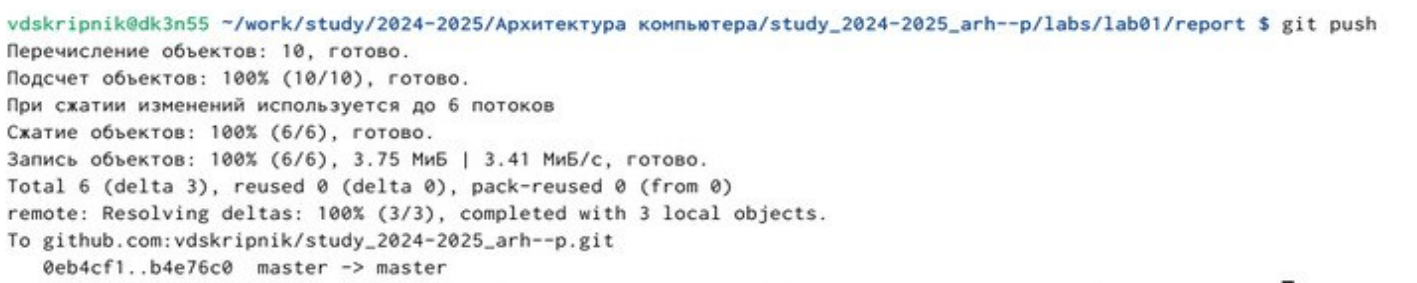 vdskripnik@dk3n55 ~/work/study/2024-2025/Архитектура компьютера/study_2024-2025_arh--p/labs/lab01/report $ git push
Перечисление объектов: 10, готово.
Подсчет объектов: 100% (10/10), готово.
При сжатии изменений используется до 6 потоков
Сжатие объектов: 100% (6/6), готово.
Запись объектов: 100% (6/6), 3.75 МиБ | 3.41 МиБ/с, готово.
Total 6 (delta 3), reused 0 (delta 0), pack-reused 0 (from 0)
remote: Resolving deltas: 100% (3/3), completed with 3 local objects.
To github.com:vdskripnik/study_2024-2025_arh--p.git
   0eb4cf1..b4e76c0  master -> master